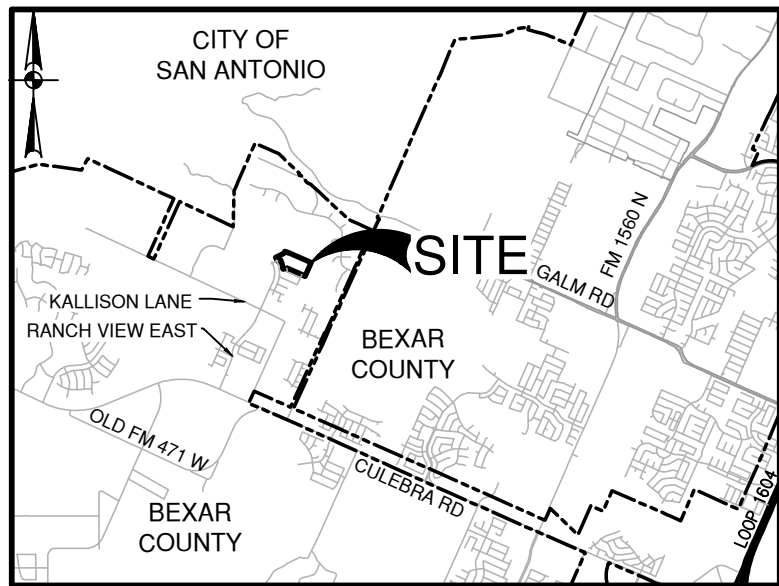 CITY OF
SAN ANTONIO
FM 1560 N
SITE
GALM RD
KALLISON LANE
RANCH VIEW EAST
BEXAR
COUNTY
OLD FM 471 W
CULEBRA RD
LOOP 1604
BEXAR
COUNTY